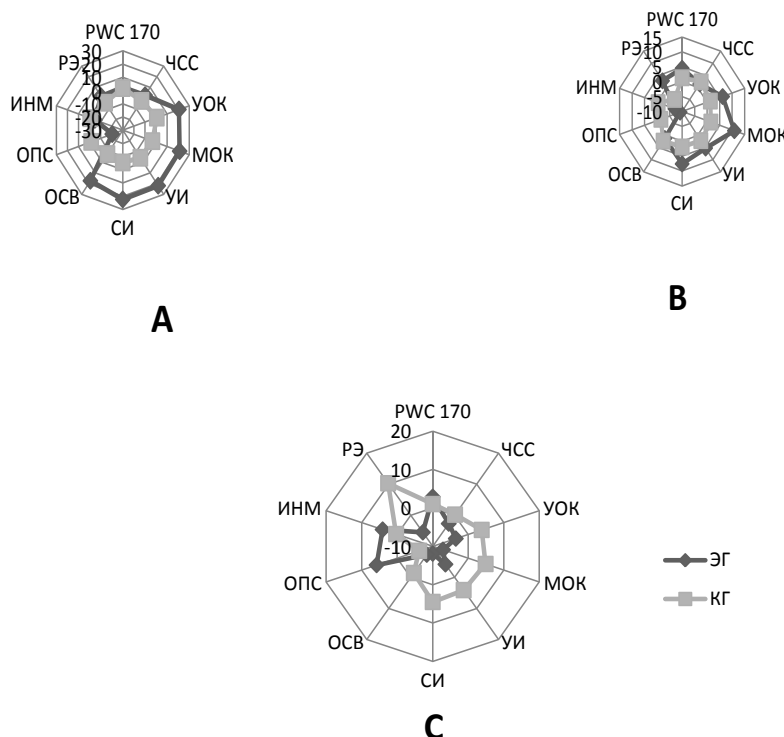 PWC 170
30
20
10
0
-10
-20
-30
ЧСС
УОК
МОК
УИ
СИ
ОСВ
ОПС
ИНМ
РЭ
A
PWC 170
15
10
5
0
-5
-10
ЧСС
УОК
МОК
УИ
СИ
ОСВ
ОПС
ИНМ
РЭ
B
PWC 170
20
10
0
-10
ЧСС
УОК
МОК
УИ
СИ
ОСВ
ОПС
ИНМ
РЭ
ЭГ
КГ
C